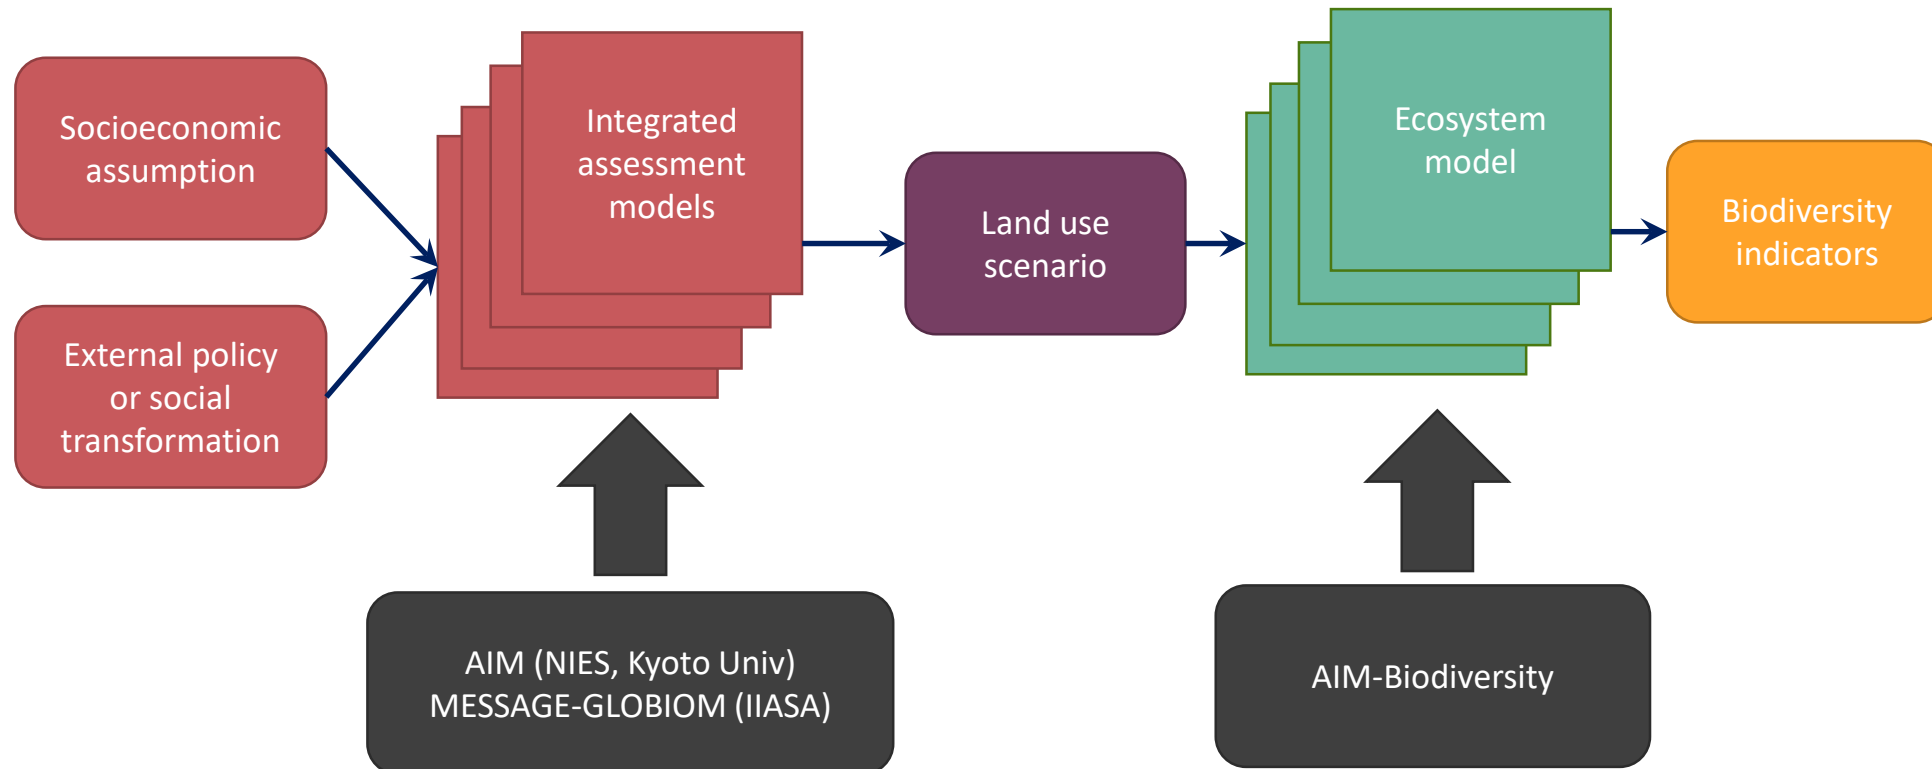 Socioeconomic
assumption
External policy
or social
transformation
Integrated
assessment
models
Land use
scenario
Ecosystem
model
Biodiversity
indicators
AIM (NIES, Kyoto Univ)
MESSAGE-GLOBIOM (IIASA)
AIM-Biodiversity